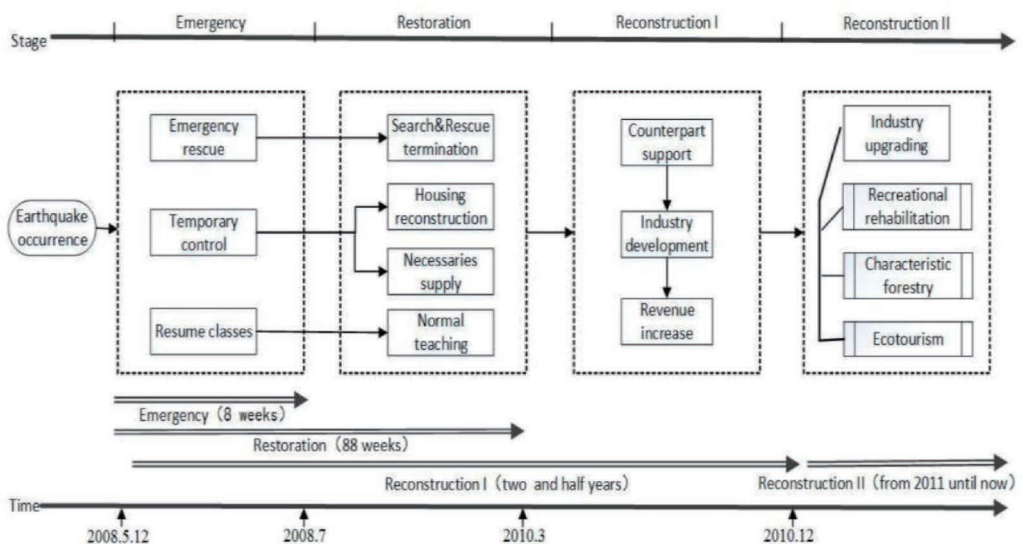 Emergency
Restoration
Reconstruction I
Reconstruction II
Stage
Earthquake
occurrence
Emergency
rescue
Temporary
control
Resume classes
Search&Rescue
termination
Housing
reconstruction
Necessaries
supply
Normal
teaching
Counterpart
support
Industry
development
Revenue
increase
Industry
upgrading
Recreational
rehabilitation
Characteristic
forestry
Ecotourism
Emergency (8 weeks)
Restoration (88 weeks)
Reconstruction I (two and half years)
Reconstruction II (from 2011 until now)
Time
2008.5.12
2008.7
2010.3
2010.12